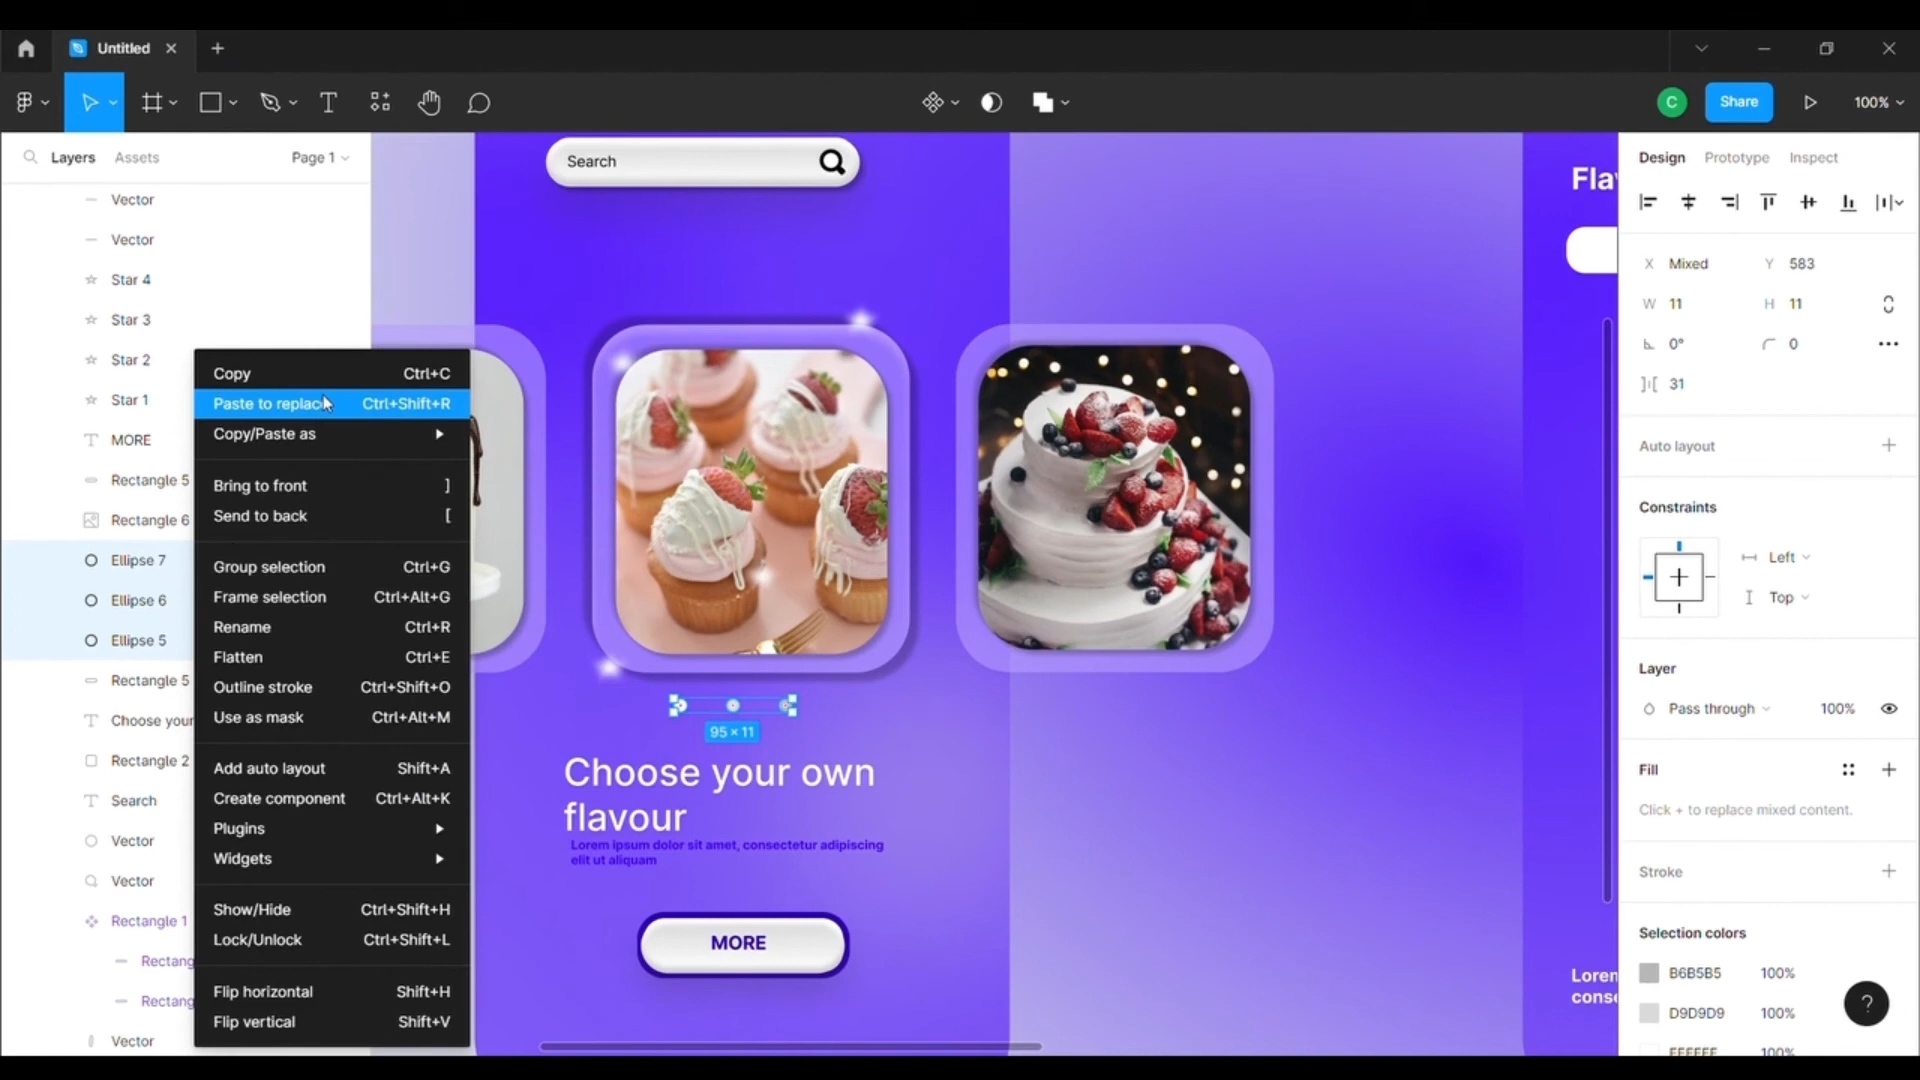 Untitled
C
Share
100%
Layers
Assets
Page 1
Vector
Vector
Star 4
Star 3
Star 2
Star 1
MORE
Rectangle 5
Rectangle 6
Ellipse 7
Ellipse 6
Ellipse 5
Rectangle 5
Choose your
Rectangle 2
Search
Vector
Vector
Rectangle 1
Rectang
Rectang
Vector
Copy Ctrl+C
Paste to replace Ctrl+Shift+R
Copy/Paste as
Bring to front ]
Send to back [
Group selection Ctrl+G
Frame selection Ctrl+Alt+G
Rename Ctrl+R
Flatten Ctrl+E
Outline stroke Ctrl+Shift+O
Use as mask Ctrl+Alt+M
Add auto layout Shift+A
Create component Ctrl+Alt+K
Plugins
Widgets
Show/Hide Ctrl+Shift+H
Lock/Unlock Ctrl+Shift+L
Flip horizontal Shift+H
Flip vertical Shift+V
Search
95 × 11
Choose your own
flavour
Lorem ipsum dolor sit amet, consectetur adipiscing
elit ut aliquam
MORE
Fla
Lorem
conse
Design
Prototype
Inspect
X Mixed Y 583
W 11 H 11
0° 0
31
Auto layout
Constraints
Left
Top
Layer
Pass through 100%
Fill
Click + to replace mixed content.
Stroke
Selection colors
B6B5B5 100%
D9D9D9 100%
FFFFFF 100%
?